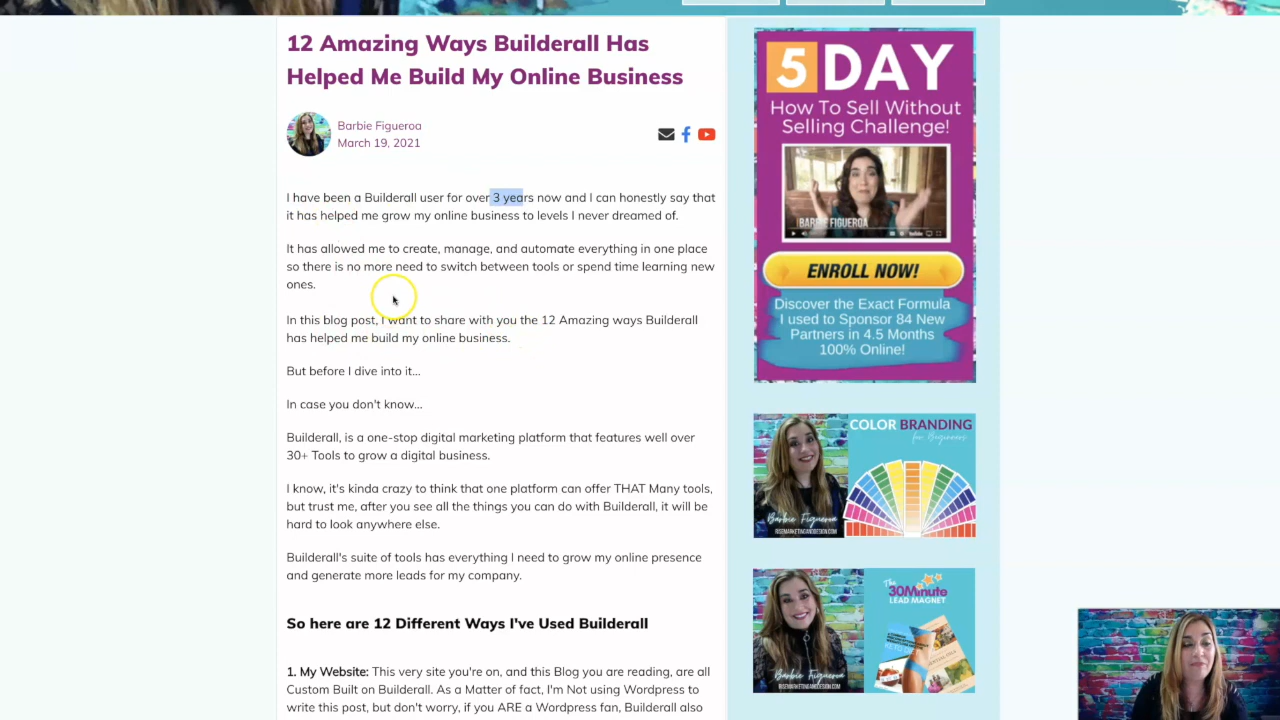 12 Amazing Ways Builderall Has
Helped Me Build My Online Business
Barbie Figueroa
March 19, 2021
I have been a Builderall user for over 3 years now and I can honestly say that
it has helped me grow my online business to levels I never dreamed of.
It has allowed me to create, manage, and automate everything in one place
so there is no more need to switch between tools or spend time learning new
ones.
In this blog post, I want to share with you the 12 Amazing ways Builderall
has helped me build my online business.
But before I dive into it...
In case you don't know...
Builderall, is a one-stop digital marketing platform that features well over
30+ Tools to grow a digital business.
I know, it's kinda crazy to think that one platform can offer THAT Many tools,
but trust me, after you see all the things you can do with Builderall, it will be
hard to look anywhere else.
Builderall's suite of tools has everything I need to grow my online presence
and generate more leads for my company.
So here are 12 Different Ways I've Used Builderall
1. My Website: This very site you're on, and this Blog you are reading, are all
Custom Built on Builderall. As a Matter of fact, I'm Not using Wordpress to
write this post, but don't worry, if you ARE a Wordpress fan, Builderall also
5 DAY
How To Sell Without
Selling Challenge!
BARBIE FIGUEROA
ENROLL NOW!
Discover the Exact Formula
I used to Sponsor 84 New
Partners in 4.5 Months
100% Online!
COLOR BRANDING
for Beginners
Barbie Figueroa
RISEMARKETINGANDDESIGN.COM
The
30Minute
LEAD MAGNET
Barbie Figueroa
RISEMARKETINGANDDESIGN.COM